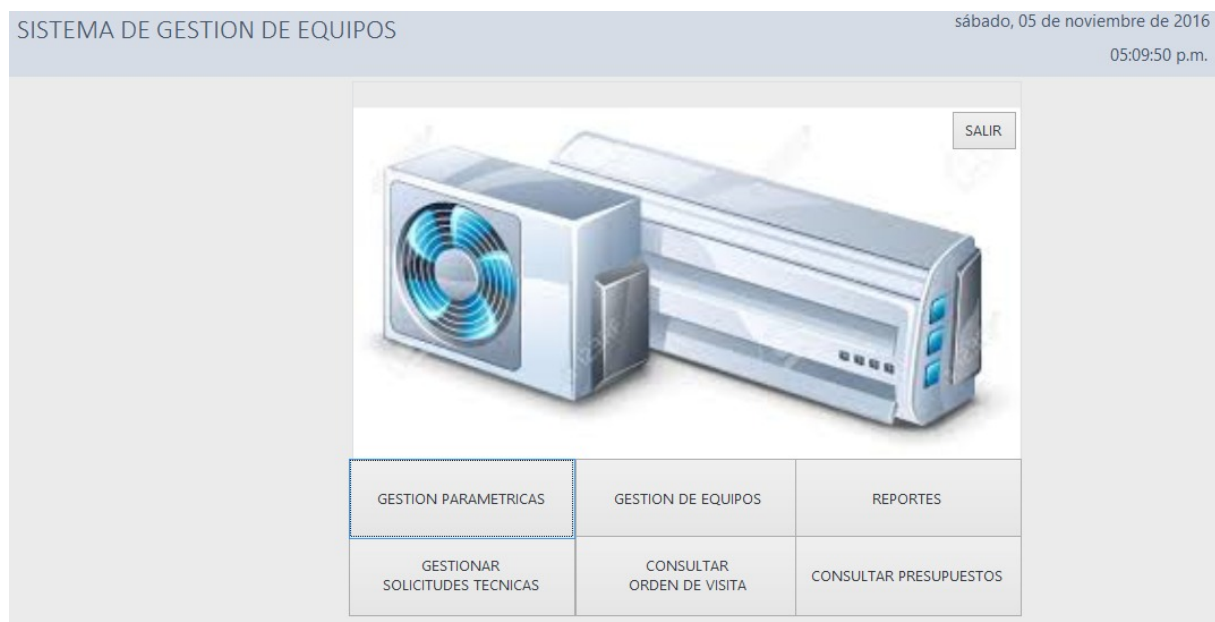 SISTEMA DE GESTION DE EQUIPOS
sábado, 05 de noviembre de 2016
05:09:50 p.m.
SALIR
GESTION PARAMETRICAS
GESTION DE EQUIPOS
REPORTES
GESTIONAR
SOLICITUDES TECNICAS
CONSULTAR
ORDEN DE VISITA
CONSULTAR PRESUPUESTOS